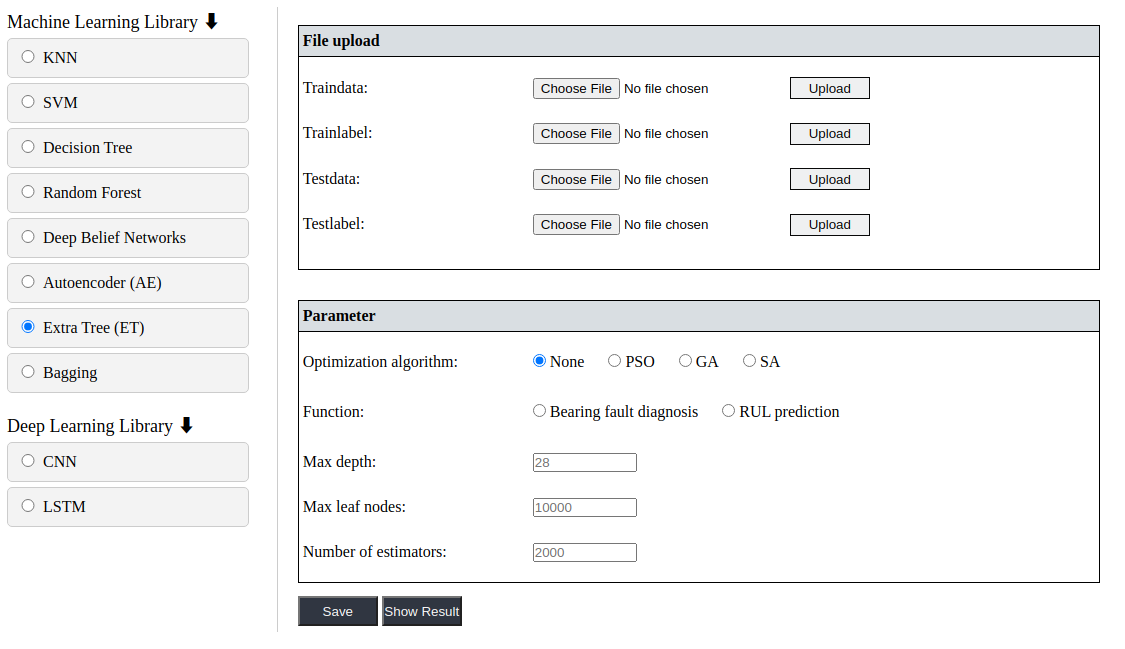 Machine Learning Library ⬇
KNN
SVM
Decision Tree
Random Forest
Deep Belief Networks
Autoencoder (AE)
Extra Tree (ET)
Bagging
Deep Learning Library ⬇
CNN
LSTM
File upload
Traindata: Choose File No file chosen Upload
Trainlabel: Choose File No file chosen Upload
Testdata: Choose File No file chosen Upload
Testlabel: Choose File No file chosen Upload
Parameter
Optimization algorithm: None PSO GA SA
Function: Bearing fault diagnosis RUL prediction
Max depth: 28
Max leaf nodes: 10000
Number of estimators: 2000
Save Show Result